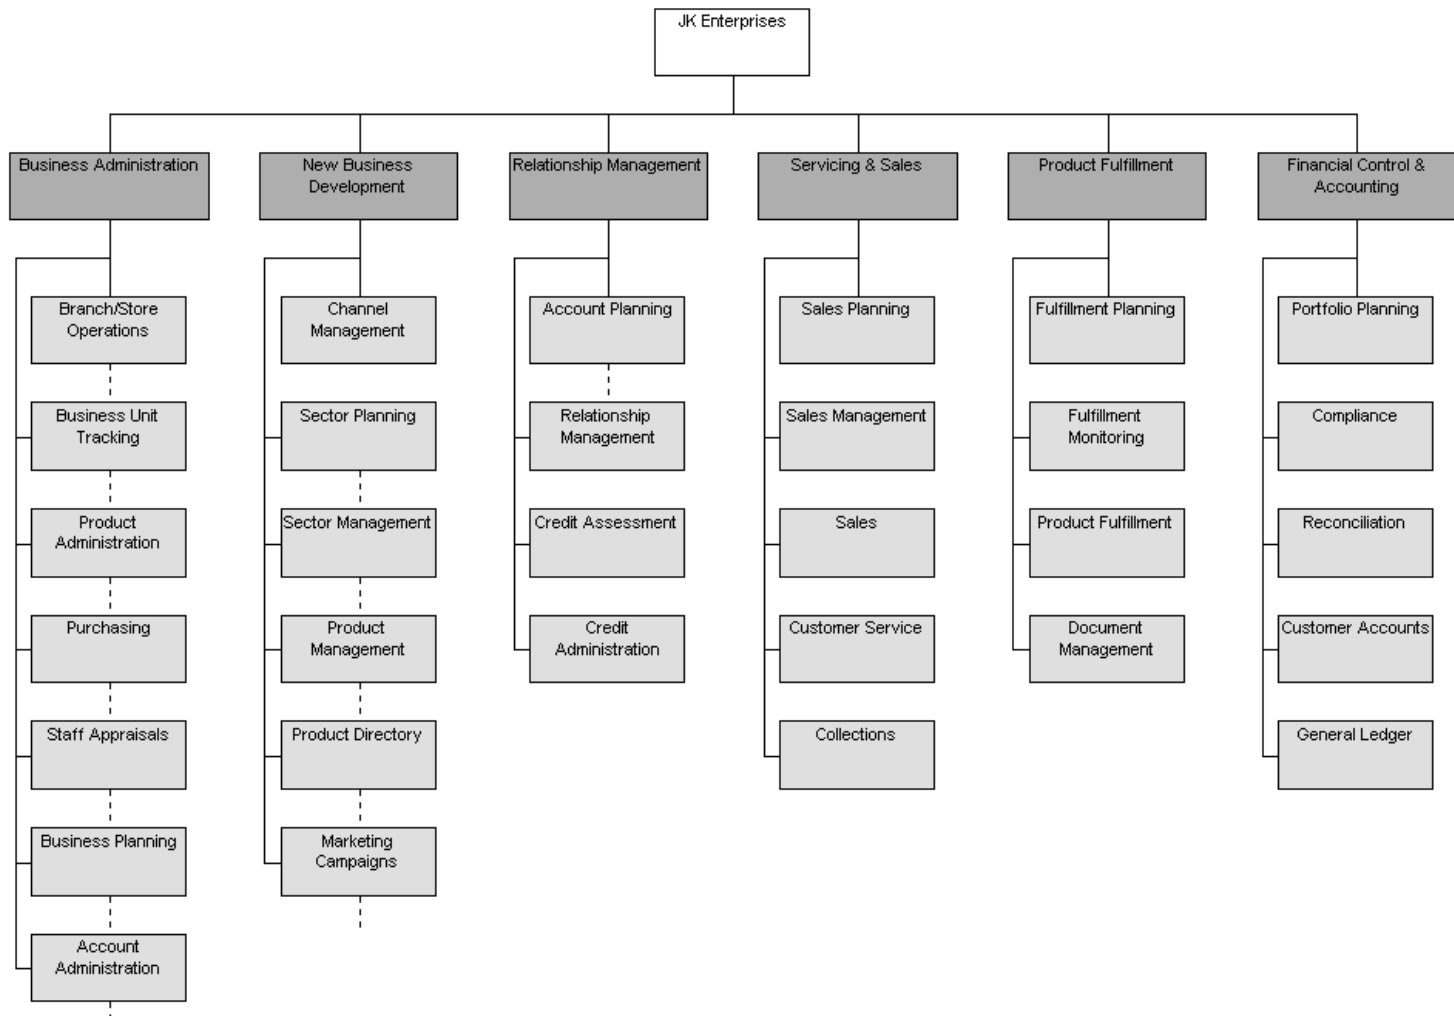 JK Enterprises
Business Administration
New Business
Development
Relationship Management
Servicing & Sales
Product Fulfillment
Financial Control &
Accounting
Branch/Store
Operations
Business Unit
Tracking
Product
Administration
Purchasing
Staff Appraisals
Business Planning
Account
Administration
Channel
Management
Sector Planning
Sector Management
Product
Management
Product Directory
Marketing
Campaigns
Account Planning
Relationship
Management
Credit Assessment
Credit
Administration
Sales Planning
Sales Management
Sales
Customer Service
Collections
Fulfillment Planning
Fulfillment
Monitoring
Product Fulfillment
Document
Management
Portfolio Planning
Compliance
Reconciliation
Customer Accounts
General Ledger